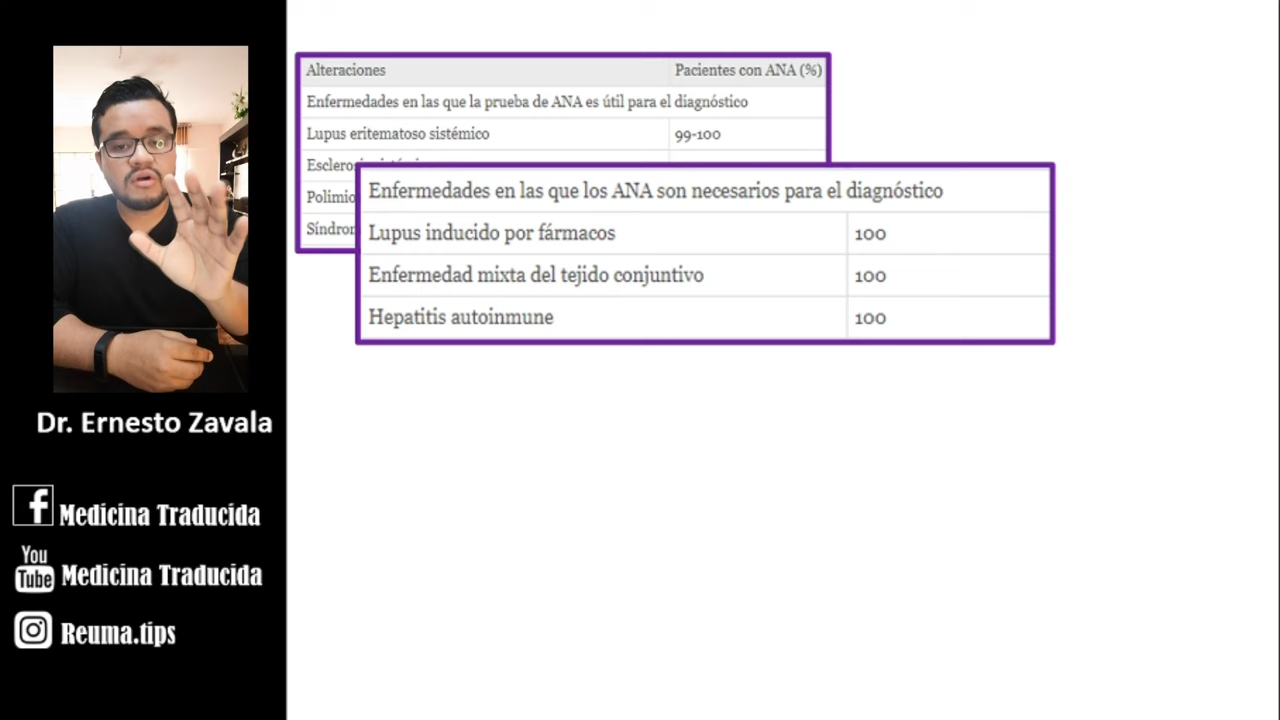 Alteraciones Pacientes con ANA (%)
Enfermedades en las que la prueba de ANA es útil para el diagnóstico
Lupus eritematoso sistémico 99-100
Enfermedades en las que los ANA son necesarios para el diagnóstico
Lupus inducido por fármacos 100
Enfermedad mixta del tejido conjuntivo 100
Hepatitis autoinmune 100
Dr. Ernesto Zavala
f Medicina Traducida
You Tube Medicina Traducida
Reuma.tips